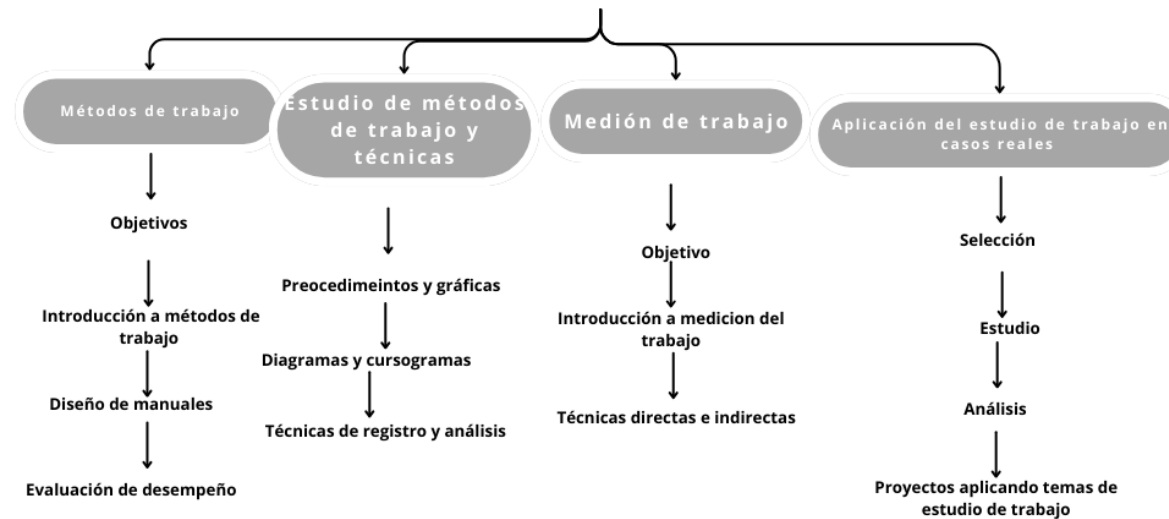 Métodos de trabajo
Objetivos
Introducción a métodos de
trabajo
Diseño de manuales
Evaluación de desempeño
Estudio de métodos
de trabajo y
técnicas
Preocedimeintos y gráficas
Diagramas y cursogramas
Técnicas de registro y análisis
Medión de trabajo
Objetivo
Introducción a medicion del
trabajo
Técnicas directas e indirectas
Aplicación del estudio de trabajo en
casos reales
Selección
Estudio
Análisis
Proyectos aplicando temas de
estudio de trabajo